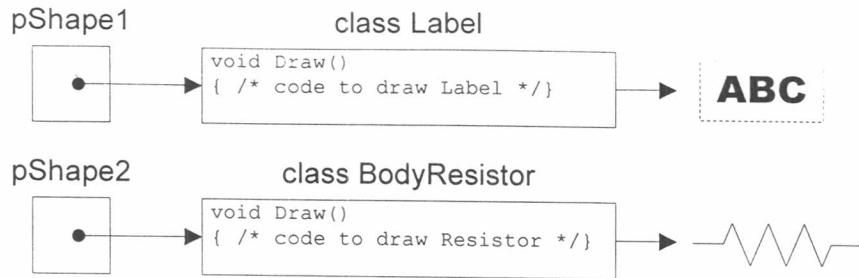 pShape1
class Label
void Draw()
{ /* code to draw Label */}
ABC
pShape2
class BodyResistor
void Draw()
{ /* code to draw Resistor */}